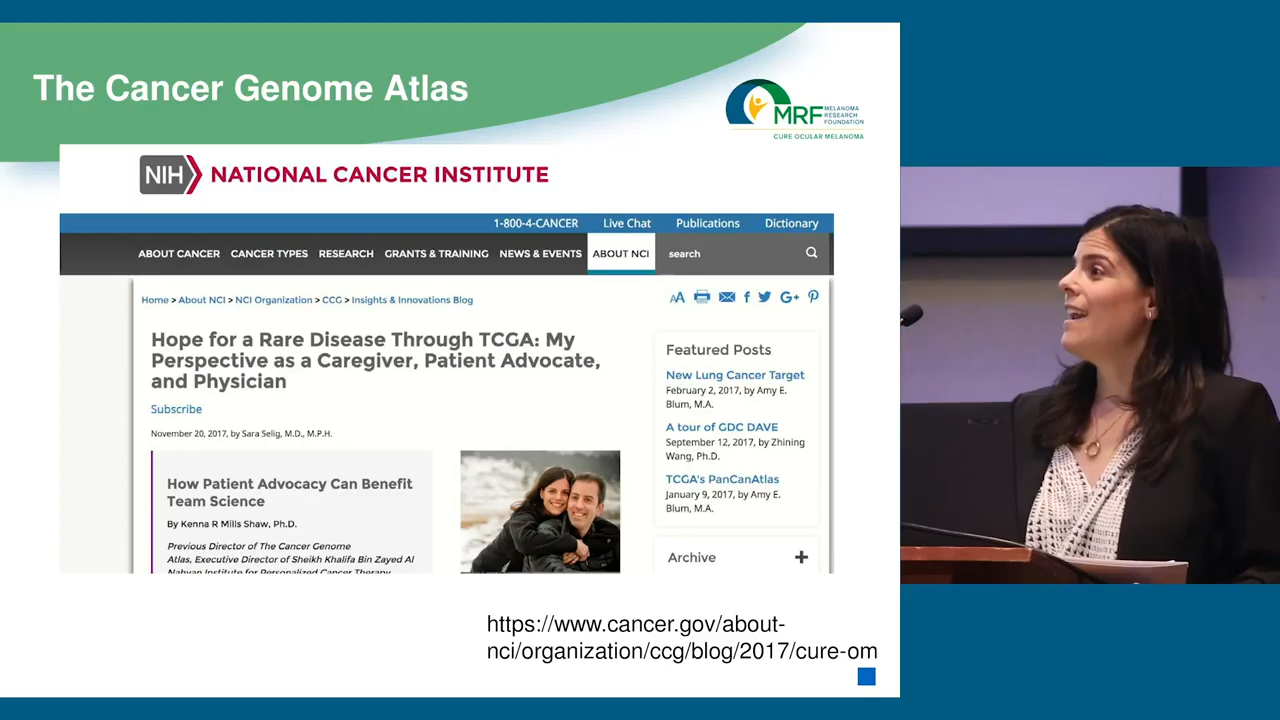 The Cancer Genome Atlas
MRF MELANOMA
RESEARCH
FOUNDATION
CURE OCULAR MELANOMA
NIH NATIONAL CANCER INSTITUTE
1-800-4-CANCER Live Chat Publications Dictionary
ABOUT CANCER CANCER TYPES RESEARCH GRANTS & TRAINING NEWS & EVENTS ABOUT NCI search
Home > About NCI > NCI Organization > CCG > Insights & Innovations Blog
Hope for a Rare Disease Through TCGA: My
Perspective as a Caregiver, Patient Advocate,
and Physician
Subscribe
November 20, 2017, by Sara Selig, M.D., M.P.H.
How Patient Advocacy Can Benefit
Team Science
By Kenna R Mills Shaw, Ph.D.
Previous Director of The Cancer Genome
Atlas, Executive Director of Sheikh Khalifa Bin Zayed Al
Nahyan Institute for Personalized Cancer Therapy
AA f G+
Featured Posts
New Lung Cancer Target
February 2, 2017, by Amy E.
Blum, M.A.
A tour of GDC DAVE
September 12, 2017, by Zhining
Wang, Ph.D.
TCGA's PanCanAtlas
January 9, 2017, by Amy E.
Blum, M.A.
Archive +
https://www.cancer.gov/about-
nci/organization/ccg/blog/2017/cure-om